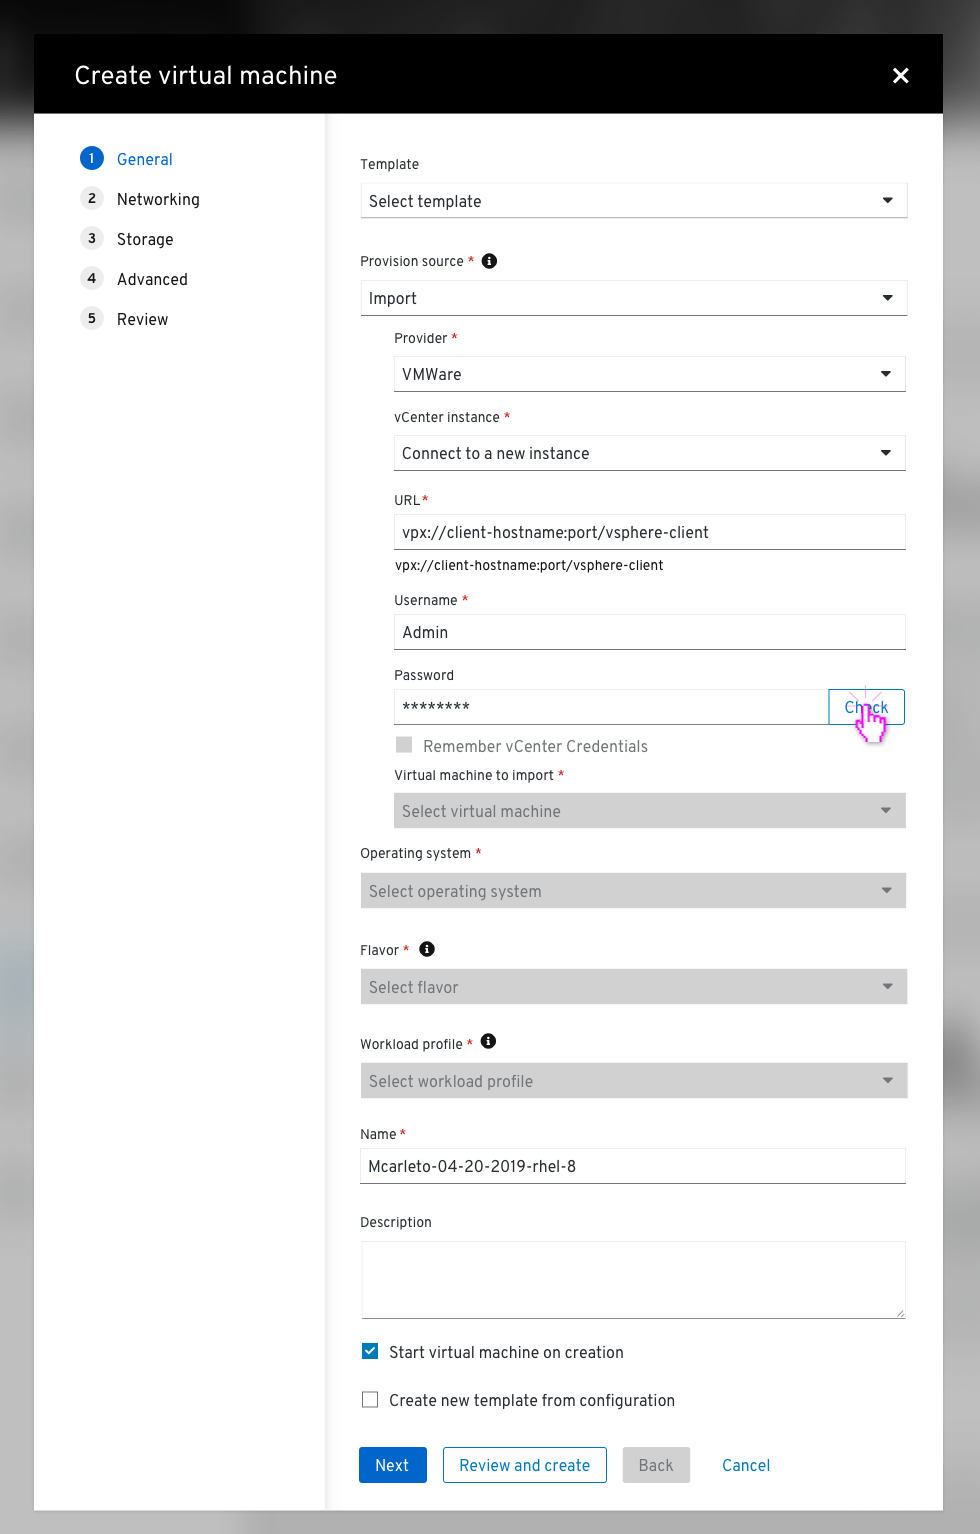 Create virtual machine
1 General
2 Networking
3 Storage
4 Advanced
5 Review
Template
Select template
Provision source *
Import
Provider *
VMWare
vCenter instance *
Connect to a new instance
URL*
vpx://client-hostname:port/vsphere-client
vpx://client-hostname:port/vsphere-client
Username *
Admin
Password
********
Check
Remember vCenter Credentials
Virtual machine to import *
Select virtual machine
Operating system *
Select operating system
Flavor *
Select flavor
Workload profile *
Select workload profile
Name *
Mcarleto-04-20-2019-rhel-8
Description
Start virtual machine on creation
Create new template from configuration
Next
Review and create
Back
Cancel